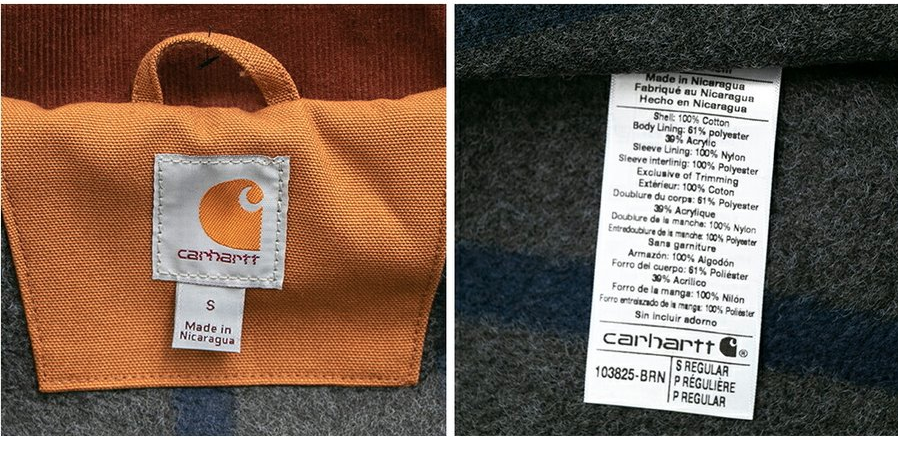 carhartt
S
Made in
Nicaragua
Made in Nicaragua
Fabriqué au Nicaragua
Hecho en Nicaragua
Shell: 100% Cotton
Body Lining: 61% polyester
39% Acrylic
Sleeve Lining: 100% Nylon
Sleeve interlinig: 100% Polyester
Exclusive of Trimming
Extérieur: 100% Coton
Doublure du corps: 61% Polyester
39% Acrylique
Doublure de la manche: 100% Nylon
Entredoublure de la manche: 100% Polyester
Sans garniture
Armazón: 100% Algodón
Forro del cuerpo: 61% Poliéster
39% Acrilico
Forro de la manga: 100% Nilón
Forro entrelazado de la manga: 100% Poliéster
Sin incluir adorno
carhartt ®
103825-BRN
S REGULAR
P RÉGULIÈRE
P REGULAR